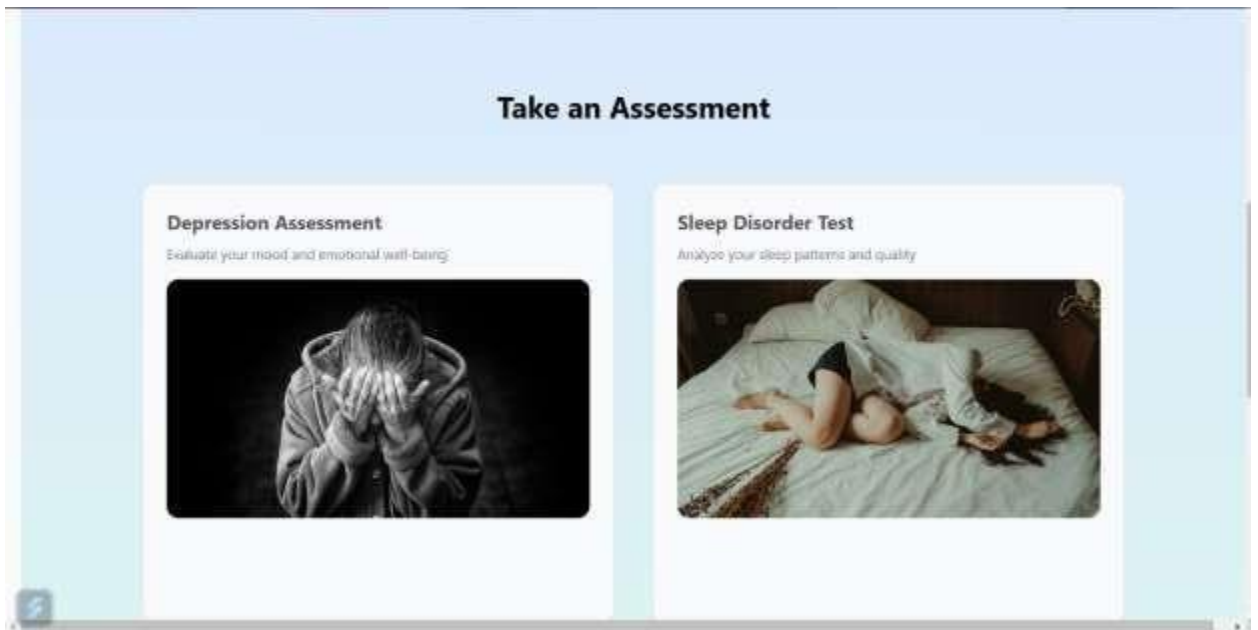 Take an Assessment
Depression Assessment
Evaluate your mood and emotional well-being
Sleep Disorder Test
Analyze your sleep patterns and quality